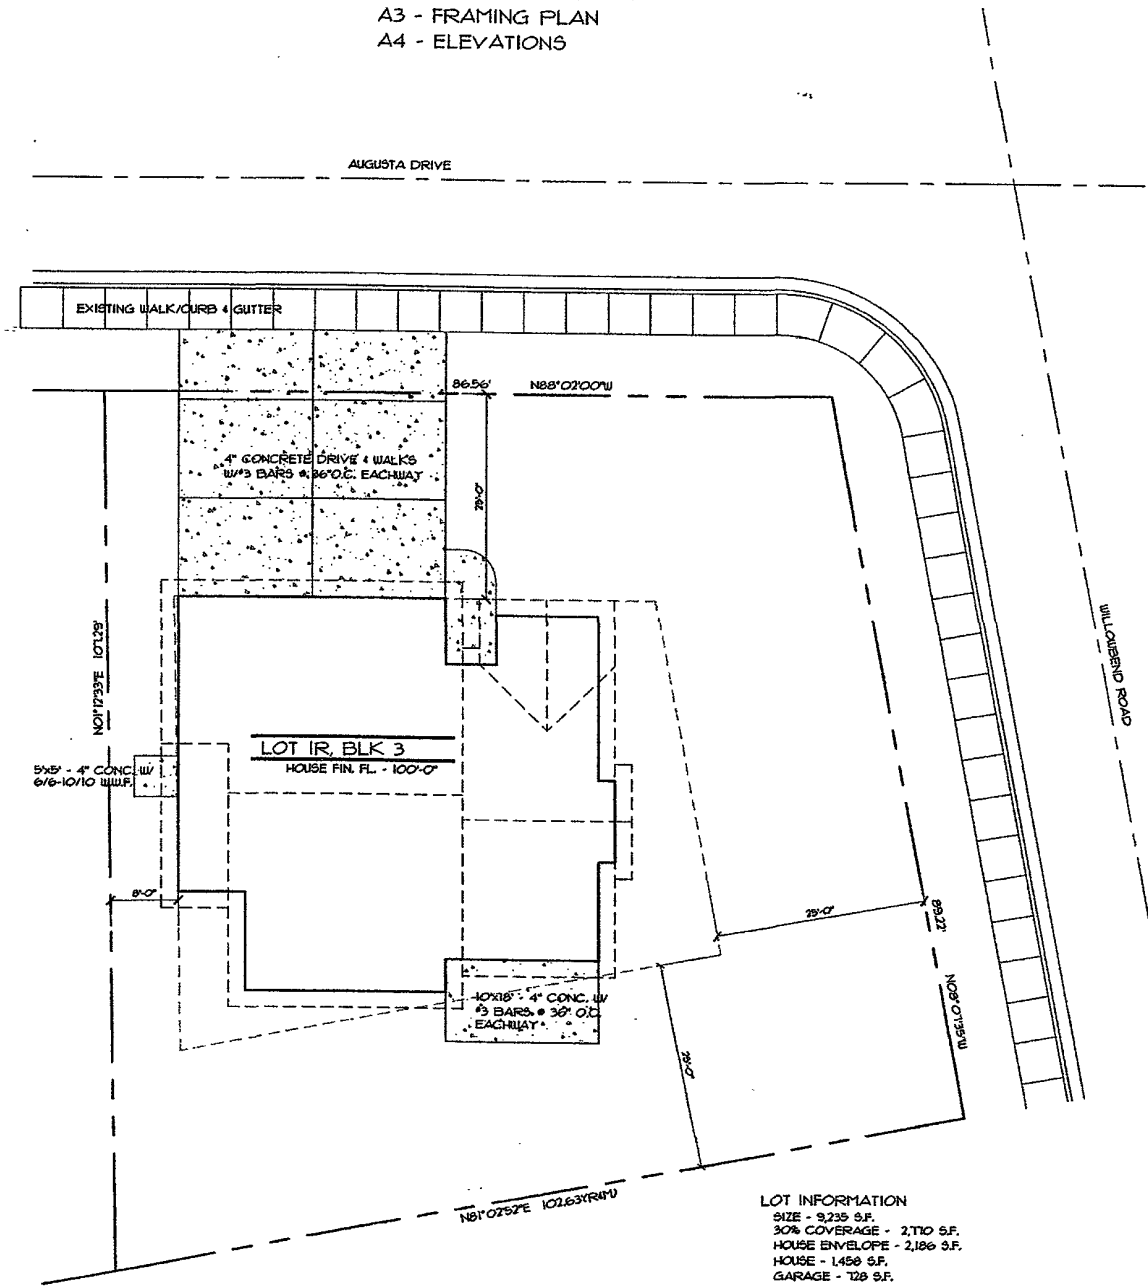 A3 - FRAMING PLAN
A4 - ELEVATIONS
AUGUSTA DRIVE
EXISTING WALK/CURB & GUTTER
86.56' N88°02'00"W
4" CONCRETE DRIVE & WALKS
W/#3 BARS @ 36"O.C. EACHWAY
25'-0"
WILLOWBEND ROAD
N01°12'33"E 107.29'
LOT 1R, BLK 3
HOUSE FIN. FL. - 100'-0"
5'x5' - 4" CONC. W/
6/6-10/10 W.W.F.
8'-0"
25'-0"
89.22'
N08°07'35"W
10'x18' - 4" CONC. W/
#3 BARS @ 36" O.C.
EACHWAY
25'-0"
N81°02'52"E 102.63'(R&M)
LOT INFORMATION
SIZE - 9,235 S.F.
30% COVERAGE - 2,770 S.F.
HOUSE ENVELOPE - 2,186 S.F.
HOUSE - 1,458 S.F.
GARAGE - 728 S.F.